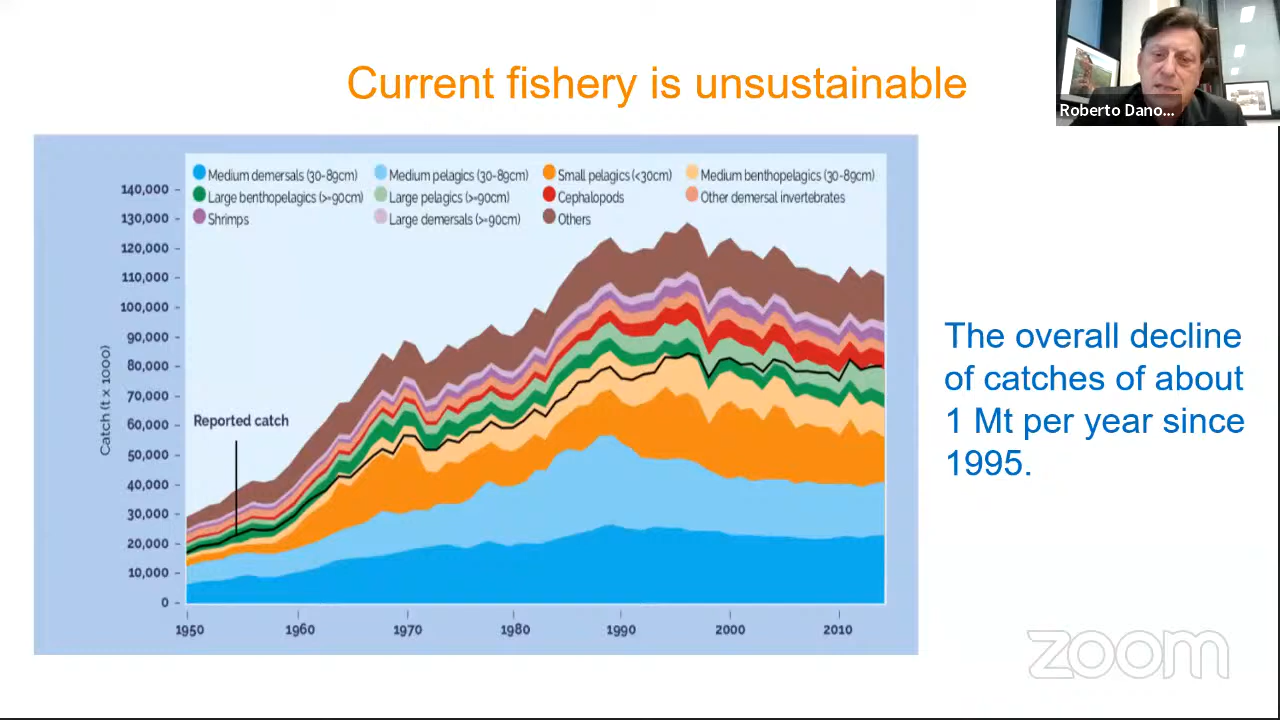 Current fishery is unsustainable
Roberto Dano...
Medium demersals (30-89cm) Medium pelagics (30-89cm) Small pelagics (<30cm) Medium benthopelagics (30-89cm)
Large benthopelagics (>=90cm) Large pelagics (>=90cm) Cephalopods Other demersal invertebrates
Shrimps Large demersals (>=90cm) Others
140,000
130,000
120,000
110,000
100,000
90,000
80,000
70,000
60,000
50,000
40,000
30,000
20,000
10,000
0
Catch (t x 1000)
Reported catch
1950 1960 1970 1980 1990 2000 2010
The overall decline
of catches of about
1 Mt per year since
1995.
zoom